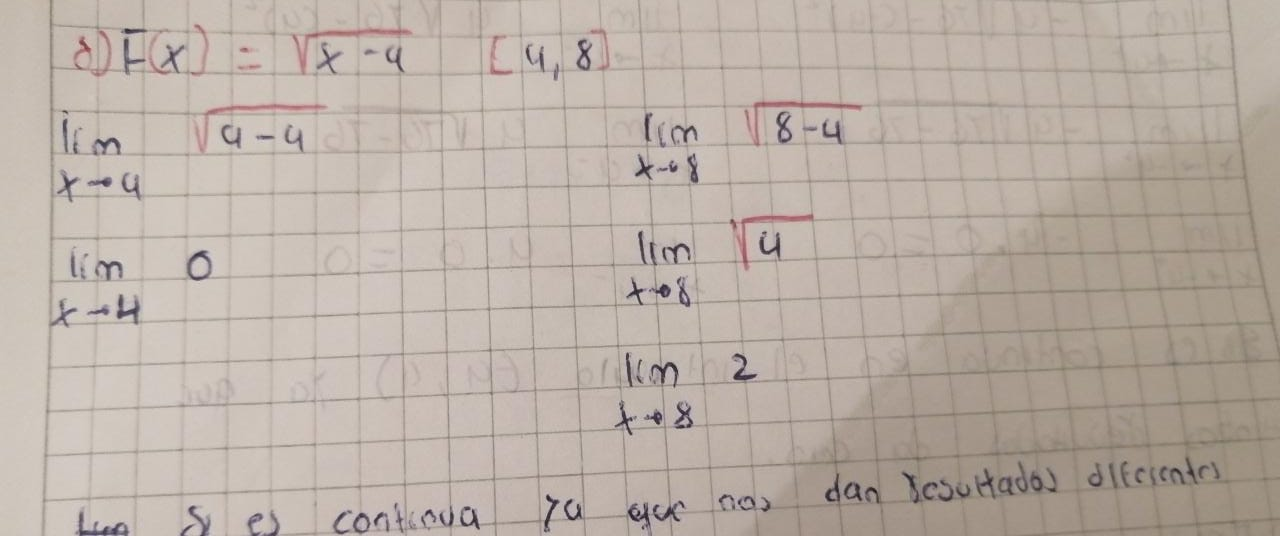 8) F(x) = √x-4 [4, 8]
lim √4-4 lim √8-4
x→4 x→8
lim 0 lim √4
x→4 x→8
lim 2
x→8
Si es continua ya que nos dan resultados diferentes